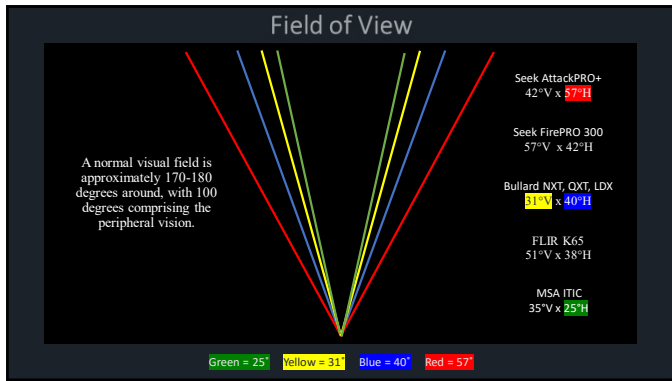 Field of View
A normal visual field is
approximately 170-180
degrees around, with 100
degrees comprising the
peripheral vision.
Seek AttackPRO+
42°V x 57°H
Seek FirePRO 300
57°V x 42°H
Bullard NXT, QXT, LDX
31°V x 40°H
FLIR K65
51°V x 38°H
MSA ITIC
35°V x 25°H
Green = 25° Yellow = 31° Blue = 40° Red = 57°